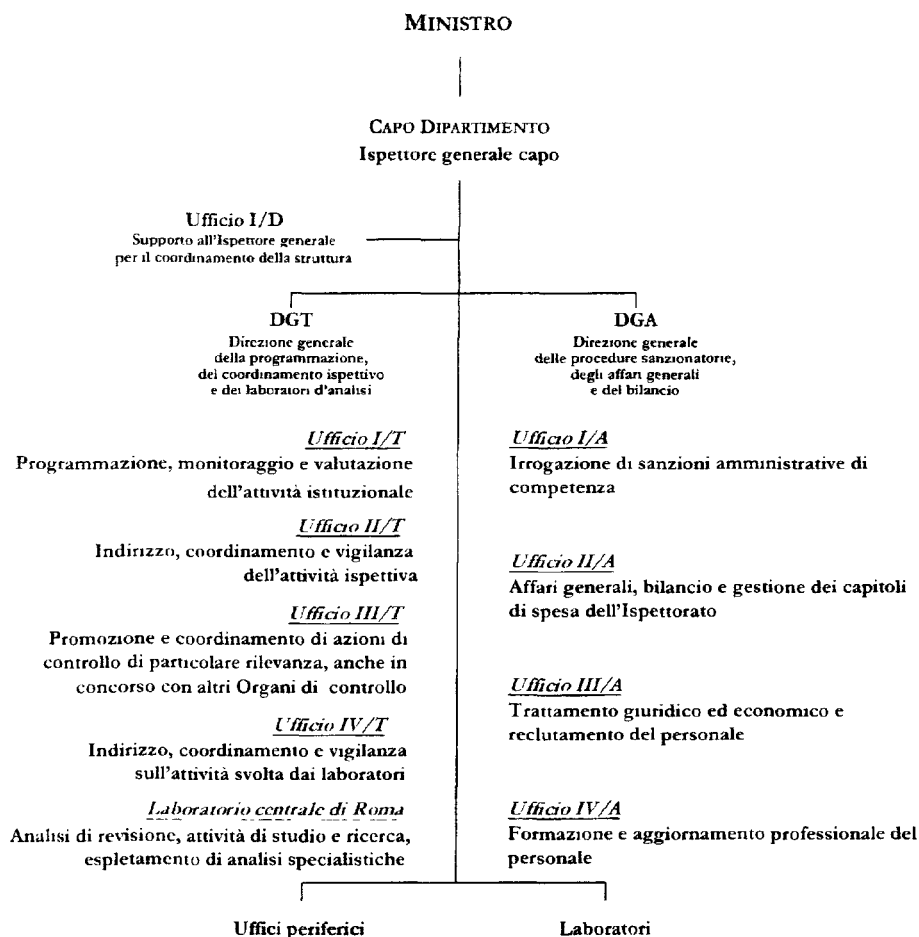 MINISTRO
CAPO DIPARTIMENTO
Ispettore generale capo
Ufficio I/D
Supporto all'Ispettore generale
per il coordinamento della struttura
DGT
Direzione generale
della programmazione,
del coordinamento ispettivo
e dei laboratori d'analisi
DGA
Direzione generale
delle procedure sanzionatorie,
degli affari generali
e del bilancio
Ufficio I/T
Programmazione, monitoraggio e valutazione
dell'attività istituzionale
Ufficio II/T
Indirizzo, coordinamento e vigilanza
dell'attività ispettiva
Ufficio III/T
Promozione e coordinamento di azioni di
controllo di particolare rilevanza, anche in
concorso con altri Organi di controllo
Ufficio IV/T
Indirizzo, coordinamento e vigilanza
sull'attività svolta dai laboratori
Laboratorio centrale di Roma
Analisi di revisione, attività di studio e ricerca,
espletamento di analisi specialistiche
Ufficio I/A
Irrogazione di sanzioni amministrative di
competenza
Ufficio II/A
Affari generali, bilancio e gestione dei capitoli
di spesa dell'Ispettorato
Ufficio III/A
Trattamento giuridico ed economico e
reclutamento del personale
Ufficio IV/A
Formazione e aggiornamento professionale del
personale
Uffici periferici
Laboratori